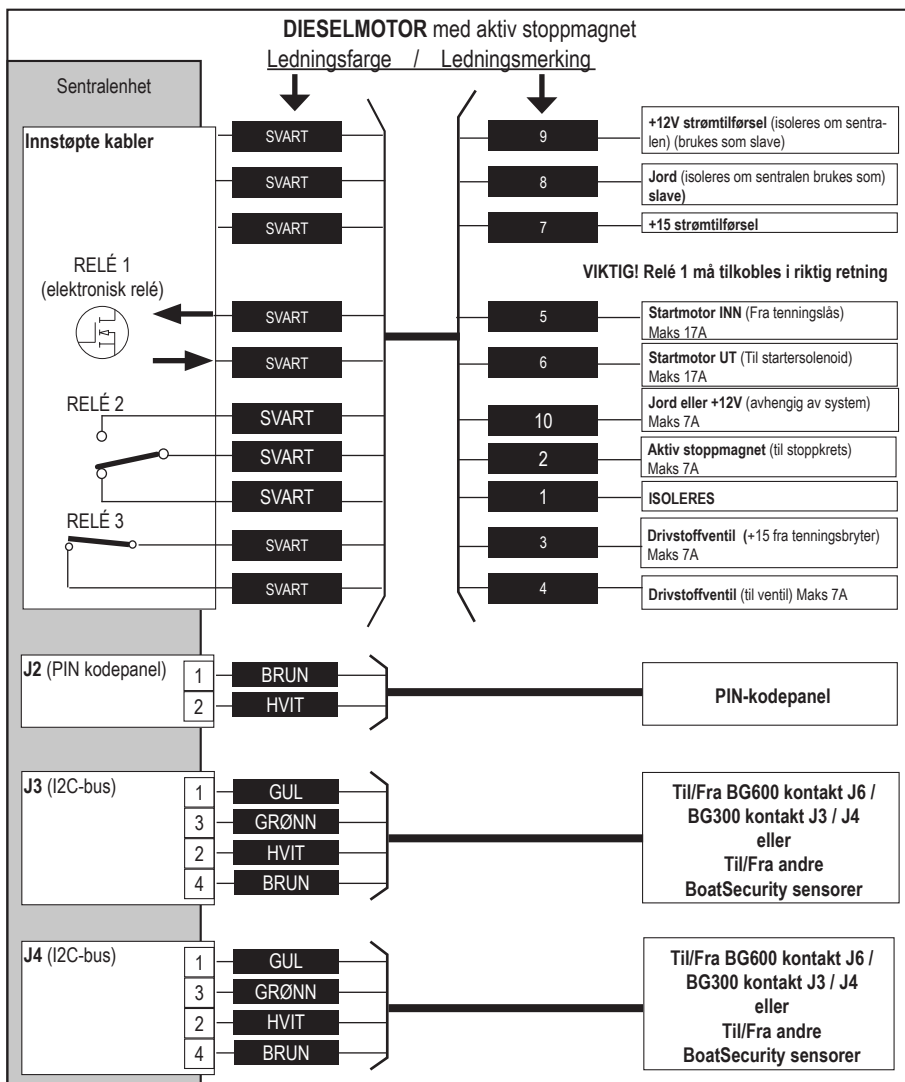 DIESELMOTOR med aktiv stoppmagnet
Ledningsfarge / Ledningsmerking
Sentralenhet
Innstøpte kabler
SVART
9
+12V strømtilførsel (isoleres om sentra-
len) (brukes som slave)
SVART
8
Jord (isoleres om sentralen brukes som)
slave)
SVART
7
+15 strømtilførsel
VIKTIG! Relé 1 må tilkobles i riktig retning
RELÉ 1
(elektronisk relé)
SVART
5
Startmotor INN (Fra tenningslås)
Maks 17A
SVART
6
Startmotor UT (Til startersolenoid)
Maks 17A
RELÉ 2
SVART
10
Jord eller +12V (avhengig av system)
Maks 7A
SVART
2
Aktiv stoppmagnet (til stoppkrets)
Maks 7A
SVART
1
ISOLERES
RELÉ 3
SVART
3
Drivstoffventil (+15 fra tenningsbryter)
Maks 7A
SVART
4
Drivstoffventil (til ventil) Maks 7A
J2 (PIN kodepanel)
1
BRUN
2
HVIT
PIN-kodepanel
J3 (I2C-bus)
1
GUL
3
GRØNN
2
HVIT
4
BRUN
Til/Fra BG600 kontakt J6 /
BG300 kontakt J3 / J4
eller
Til/Fra andre
BoatSecurity sensorer
J4 (I2C-bus)
1
GUL
3
GRØNN
2
HVIT
4
BRUN
Til/Fra BG600 kontakt J6 /
BG300 kontakt J3 / J4
eller
Til/Fra andre
BoatSecurity sensorer